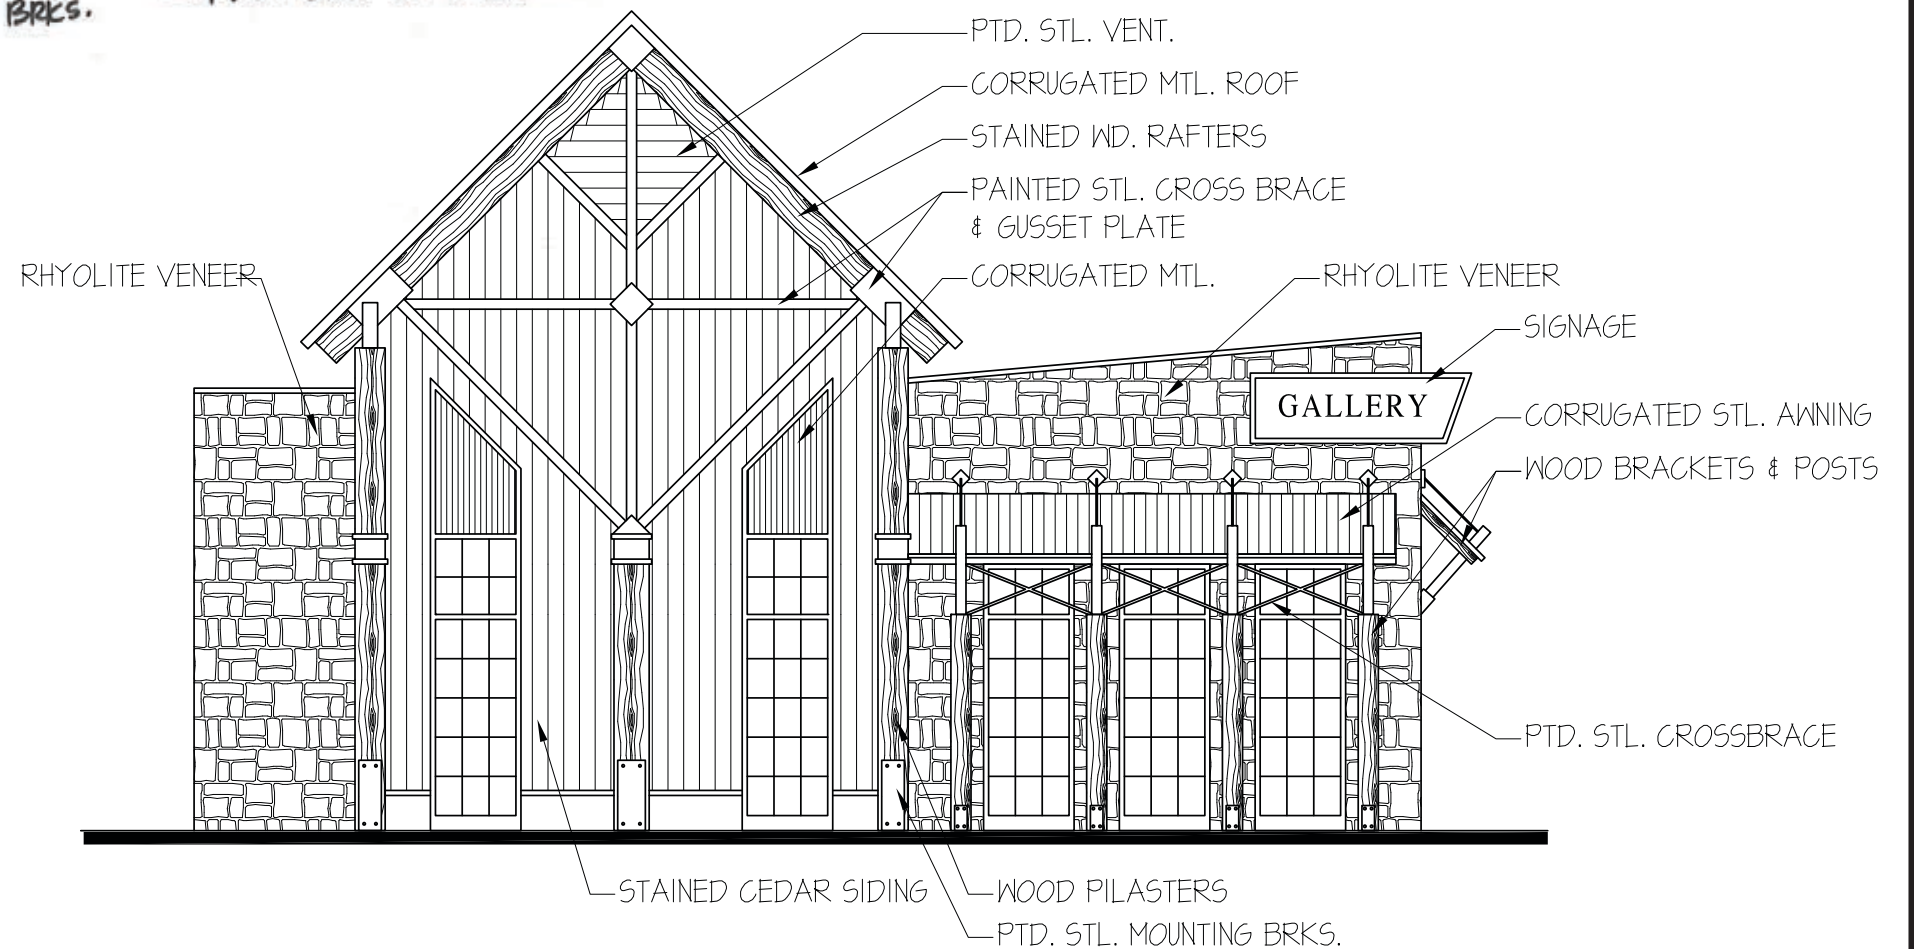 BRKS.
PTD. STL. VENT.
CORRUGATED MTL. ROOF
STAINED WD. RAFTERS
PAINTED STL. CROSS BRACE
& GUSSET PLATE
RHYOLITE VENEER
CORRUGATED MTL.
RHYOLITE VENEER
SIGNAGE
GALLERY
CORRUGATED STL. AWNING
WOOD BRACKETS & POSTS
PTD. STL. CROSSBRACE
STAINED CEDAR SIDING
WOOD PILASTERS
PTD. STL. MOUNTING BRKS.